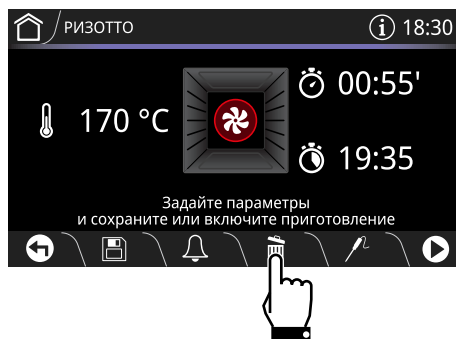 РИЗОТТО
18:30
00:55'
170 °C
19:35
Задайте параметры
и сохраните или включите приготовление